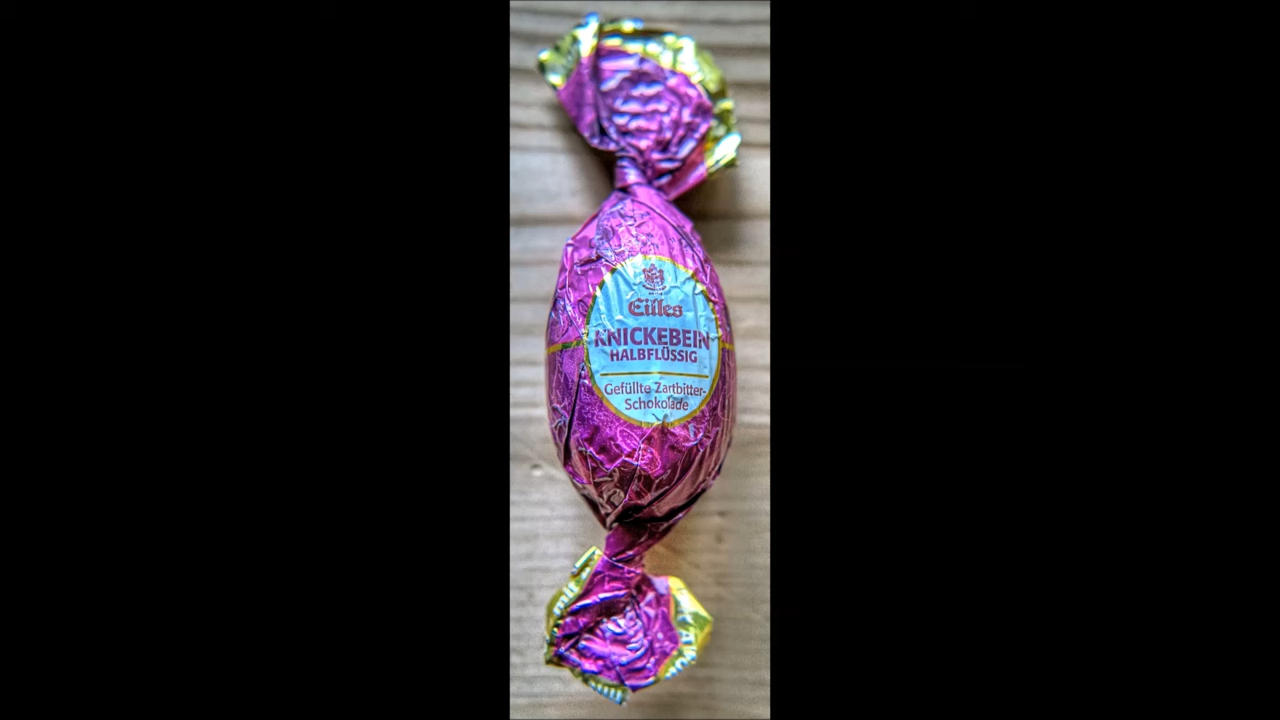 Eilles
KNICKEBEIN
HALBFLÜSSIG
Gefüllte Zartbitter-
Schokolade